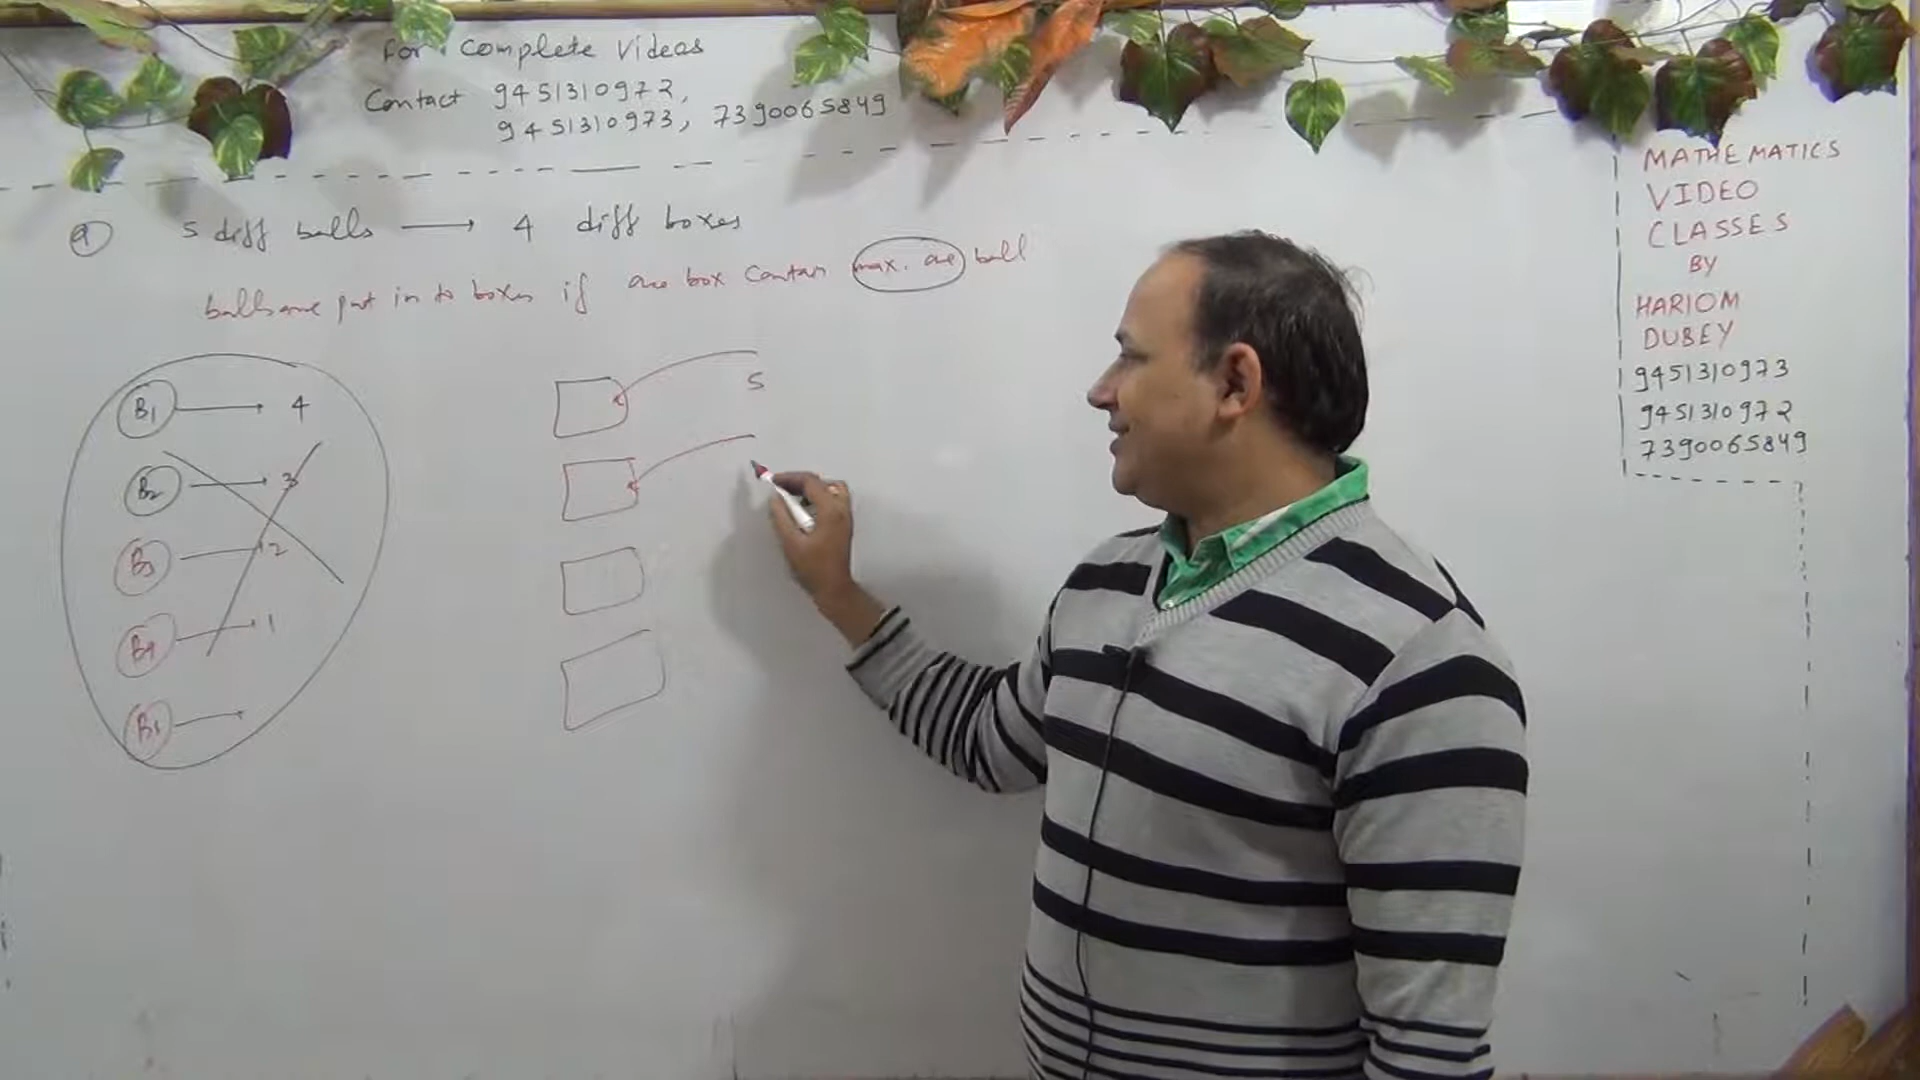 For Complete Videos
Contact 9451310972,
9451310973, 7390065849
MATHEMATICS
VIDEO
CLASSES
BY
HARIOM
DUBEY
9451310973
9451310972
7390065849
Q 5 diff balls → 4 diff boxes
balls are put in to boxes if one box contain max. one ball
B1 → 4
B2 → 3
B3 → 2
B4 → 1
B5 →
5